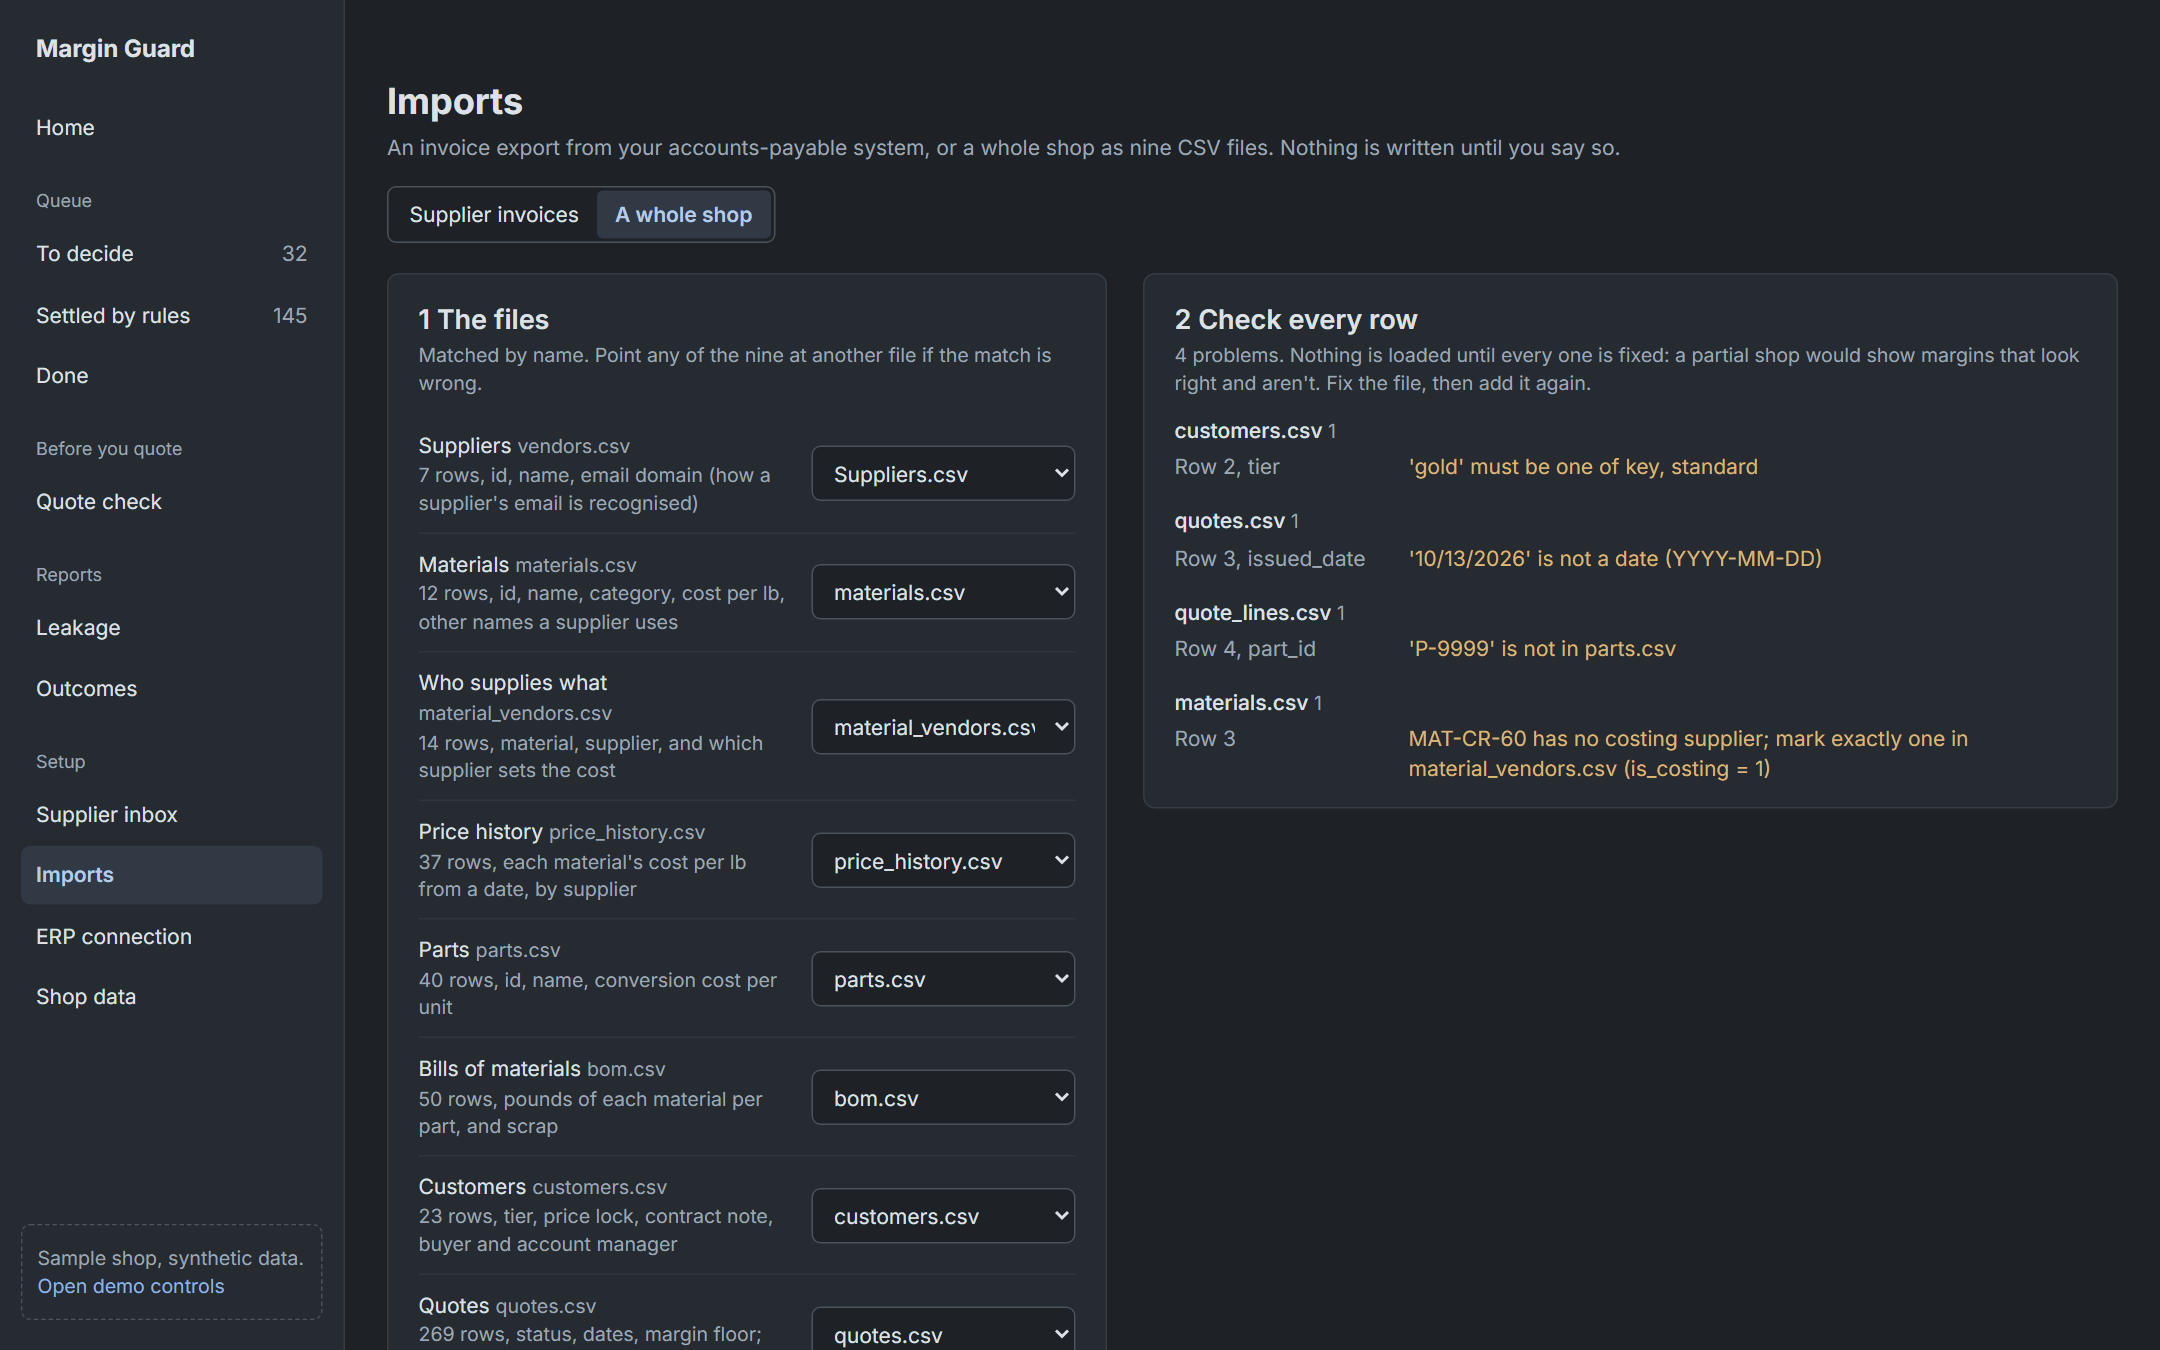 Margin Guard
Home
Queue
To decide 32
Settled by rules 145
Done
Before you quote
Quote check
Reports
Leakage
Outcomes
Setup
Supplier inbox
Imports
ERP connection
Shop data
Sample shop, synthetic data.
Open demo controls
Imports
An invoice export from your accounts-payable system, or a whole shop as nine CSV files. Nothing is written until you say so.
Supplier invoices A whole shop
1 The files
Matched by name. Point any of the nine at another file if the match is
wrong.
Suppliers vendors.csv
7 rows, id, name, email domain (how a
supplier's email is recognised)
Suppliers.csv
Materials materials.csv
12 rows, id, name, category, cost per lb,
other names a supplier uses
materials.csv
Who supplies what
material_vendors.csv
14 rows, material, supplier, and which
supplier sets the cost
material_vendors.csv
Price history price_history.csv
37 rows, each material's cost per lb
from a date, by supplier
price_history.csv
Parts parts.csv
40 rows, id, name, conversion cost per
unit
parts.csv
Bills of materials bom.csv
50 rows, pounds of each material per
part, and scrap
bom.csv
Customers customers.csv
23 rows, tier, price lock, contract note,
buyer and account manager
customers.csv
Quotes quotes.csv
269 rows, status, dates, margin floor;
quotes.csv
2 Check every row
4 problems. Nothing is loaded until every one is fixed: a partial shop would show margins that look
right and aren't. Fix the file, then add it again.
customers.csv 1
Row 2, tier 'gold' must be one of key, standard
quotes.csv 1
Row 3, issued_date '10/13/2026' is not a date (YYYY-MM-DD)
quote_lines.csv 1
Row 4, part_id 'P-9999' is not in parts.csv
materials.csv 1
Row 3 MAT-CR-60 has no costing supplier; mark exactly one in
material_vendors.csv (is_costing = 1)